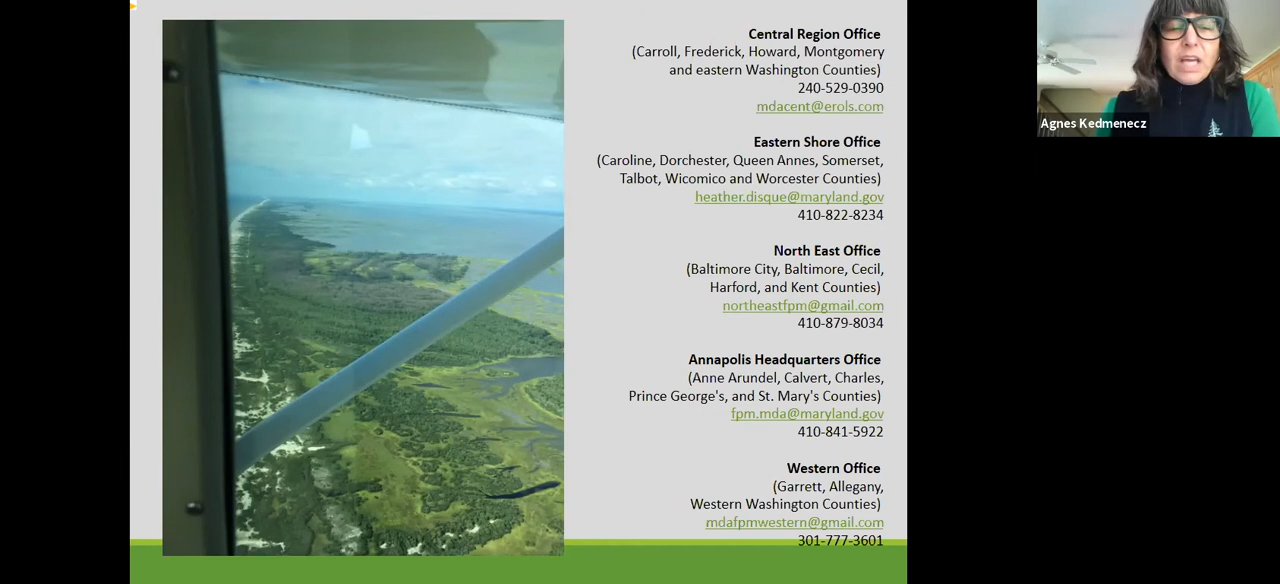 Central Region Office
(Carroll, Frederick, Howard, Montgomery
and eastern Washington Counties)
240-529-0390
mdacent@erols.com
Eastern Shore Office
(Caroline, Dorchester, Queen Annes, Somerset,
Talbot, Wicomico and Worcester Counties)
heather.disque@maryland.gov
410-822-8234
North East Office
(Baltimore City, Baltimore, Cecil,
Harford, and Kent Counties)
northeastfpm@gmail.com
410-879-8034
Annapolis Headquarters Office
(Anne Arundel, Calvert, Charles,
Prince George's, and St. Mary's Counties)
fpm.mda@maryland.gov
410-841-5922
Western Office
(Garrett, Allegany,
Western Washington Counties)
mdafpmwestern@gmail.com
301-777-3601
Agnes Kedmenecz